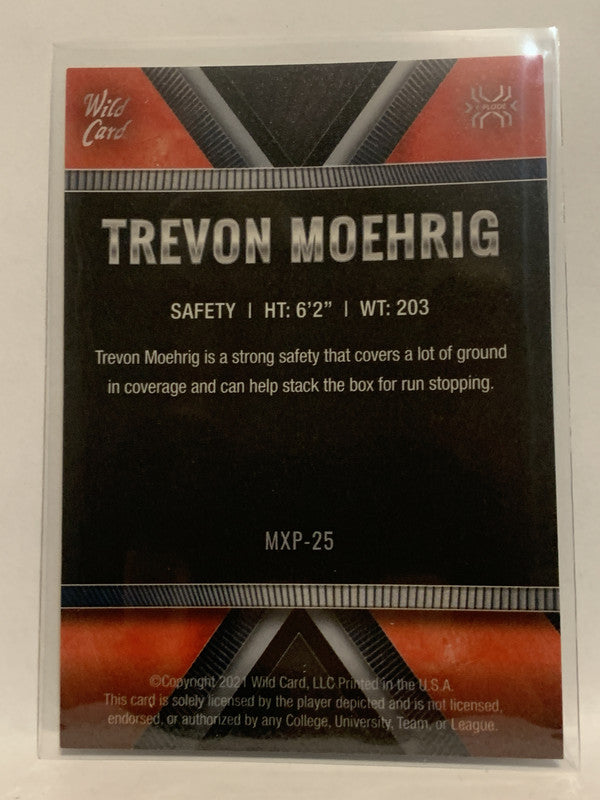 Wild
Card
X-PLODE
TREVON MOEHRIG
SAFETY | HT: 6'2" | WT: 203
Trevon Moehrig is a strong safety that covers a lot of ground
in coverage and can help stack the box for run stopping.
MXP-25
©Copyright 2021 Wild Card, LLC Printed in the U.S.A.
This card is solely licensed by the player depicted and is not licensed,
endorsed, or authorized by any College, University, Team, or League.